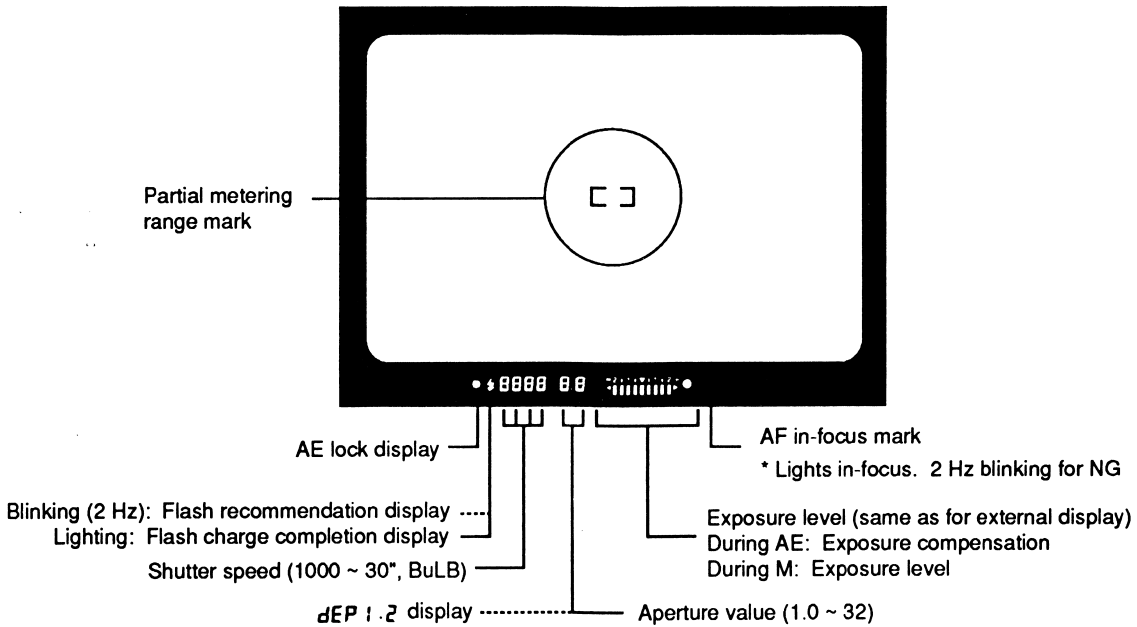 Partial metering
range mark
8888 88
AE lock display
AF in-focus mark
* Lights in-focus. 2 Hz blinking for NG
Blinking (2 Hz): Flash recommendation display
Lighting: Flash charge completion display
Exposure level (same as for external display)
During AE: Exposure compensation
During M: Exposure level
Shutter speed (1000 ~ 30", BuLB)
dEP 1.2 display
Aperture value (1.0 ~ 32)